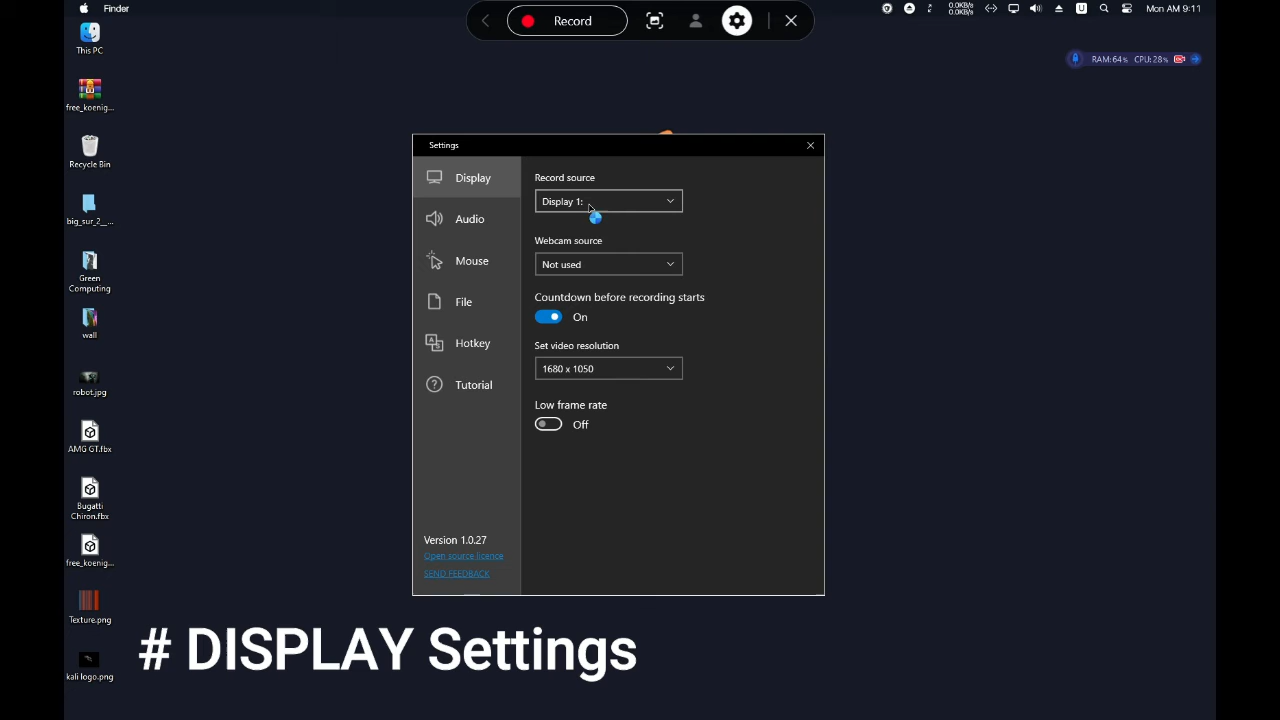 Finder
Record
0.0KB/s
0.0KB/s
U
Mon AM 9:11
This PC
RAM:64% CPU:28%
free_koenig...
Recycle Bin
big_sur_2__...
Green
Computing
wall
robot.jpg
AMG GT.fbx
Bugatti
Chiron.fbx
free_koenig...
Texture.png
kali logo.png
Settings
Display
Audio
Mouse
File
Hotkey
Tutorial
Version 1.0.27
Open source licence
SEND FEEDBACK
Record source
Display 1:
Webcam source
Not used
Countdown before recording starts
On
Set video resolution
1680 x 1050
Low frame rate
Off
# DISPLAY Settings